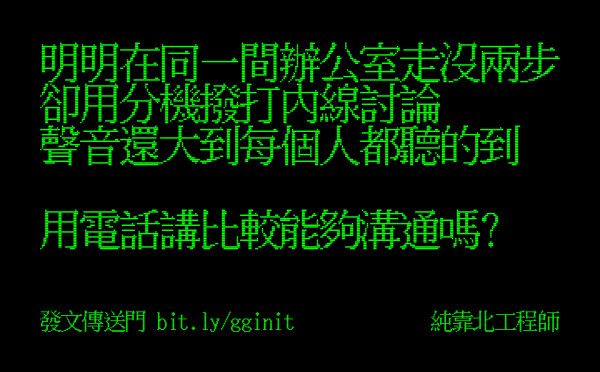 明明在同一間辦公室走沒兩步
卻用分機撥打內線討論
聲音還大到每個人都聽的到
用電話講比較能夠溝通嗎?
發文傳送門 bit.ly/gginit
純靠北工程師